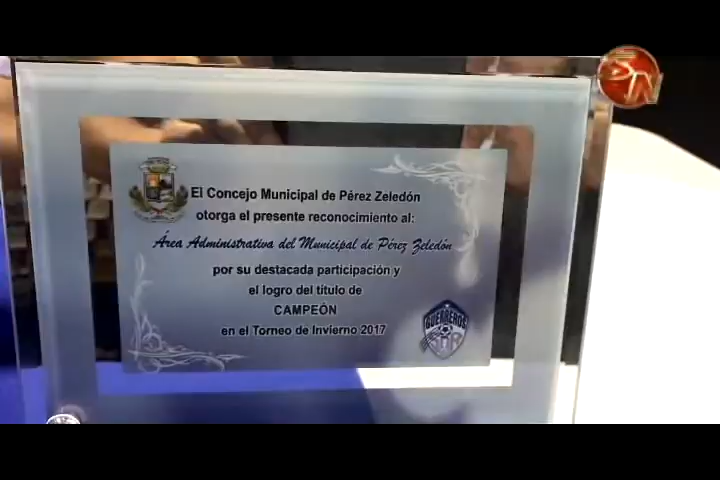 El Concejo Municipal de Pérez Zeledón
otorga el presente reconocimiento al:
Área Administrativa del Municipal de Pérez Zeledón
por su destacada participación y
el logro del título de
CAMPEÓN
en el Torneo de Invierno 2017
GUERREROS